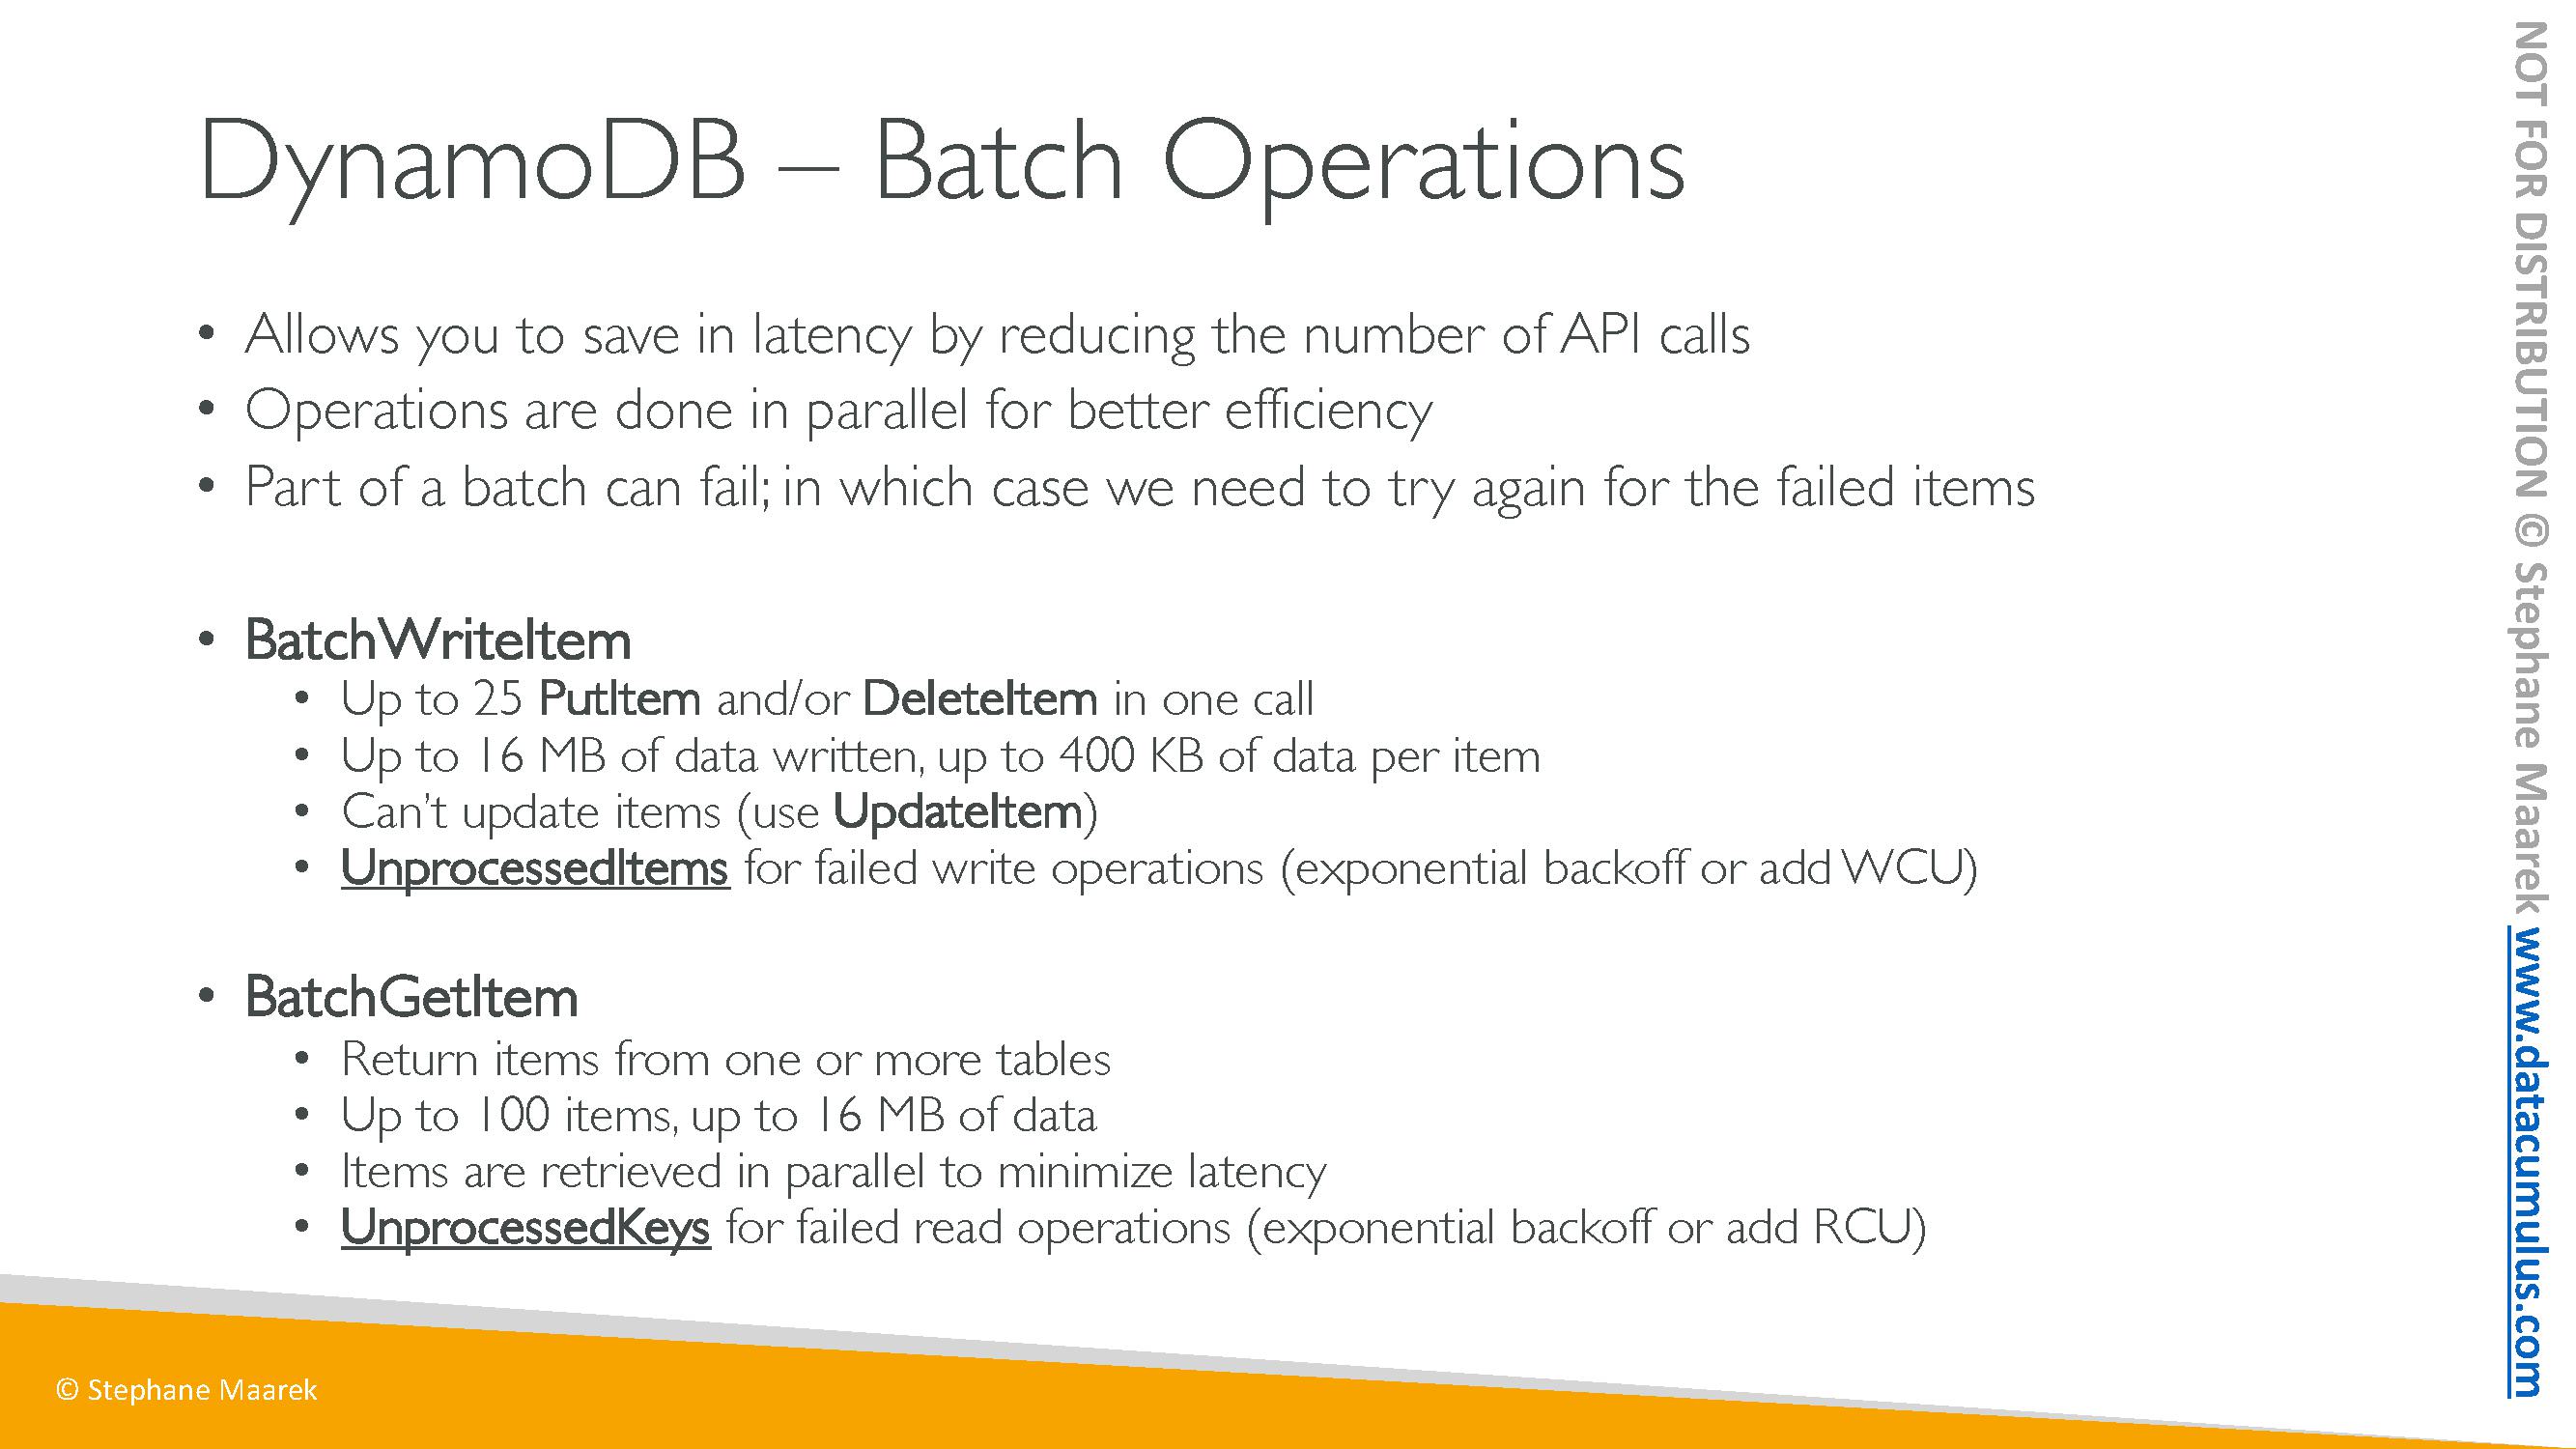 DynamoDB – Batch Operations
• Allows you to save in latency by reducing the number of API calls
• Operations are done in parallel for better efficiency
• Part of a batch can fail; in which case we need to try again for the failed items
• BatchWriteItem
• Up to 25 PutItem and/or DeleteItem in one call
• Up to 16 MB of data written, up to 400 KB of data per item
• Can’t update items (use UpdateItem)
• UnprocessedItems for failed write operations (exponential backoff or add WCU)
• BatchGetItem
• Return items from one or more tables
• Up to 100 items, up to 16 MB of data
• Items are retrieved in parallel to minimize latency
• UnprocessedKeys for failed read operations (exponential backoff or add RCU)
© Stephane Maarek
NOT FOR DISTRIBUTION © Stephane Maarek www.datacumulus.com